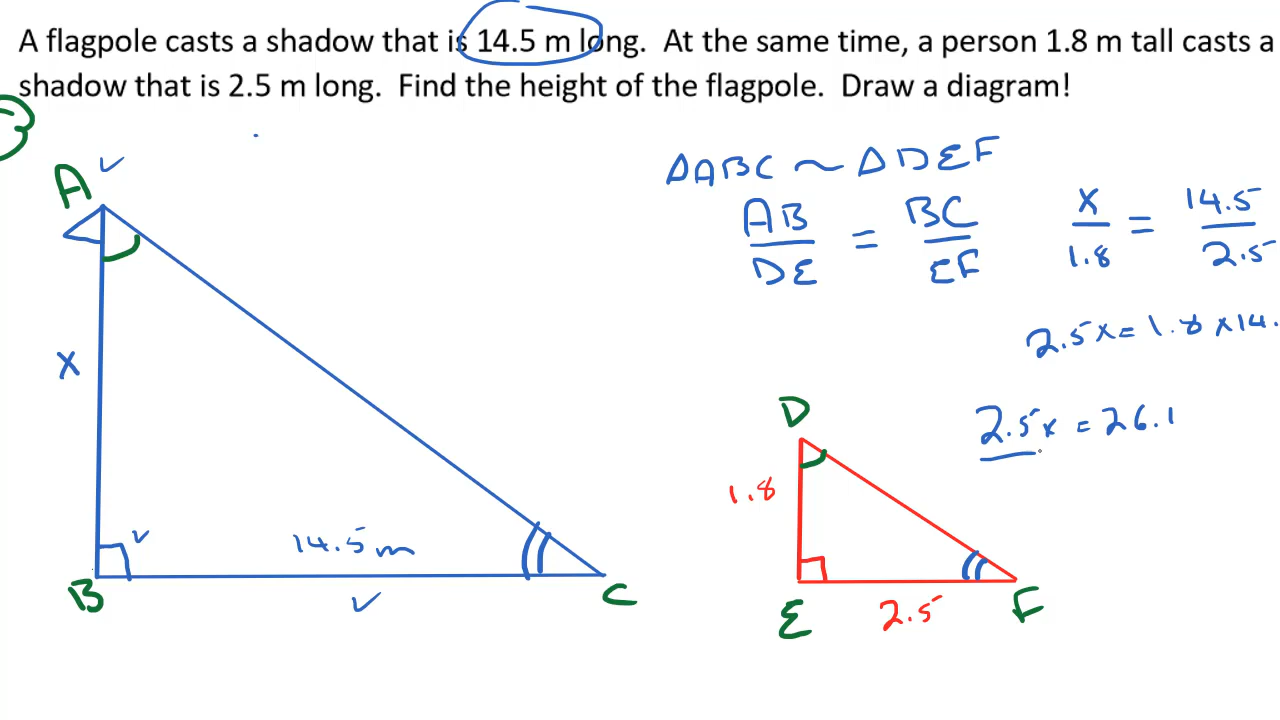 A flagpole casts a shadow that is 14.5 m long. At the same time, a person 1.8 m tall casts a
shadow that is 2.5 m long. Find the height of the flagpole. Draw a diagram!
ΔABC ~ ΔDEF
AB/DE = BC/EF
x/1.8 = 14.5/2.5
2.5x = 1.8 x 14.
2.5x = 26.1
A
x
B
14.5 m
C
D
1.8
E
2.5
F